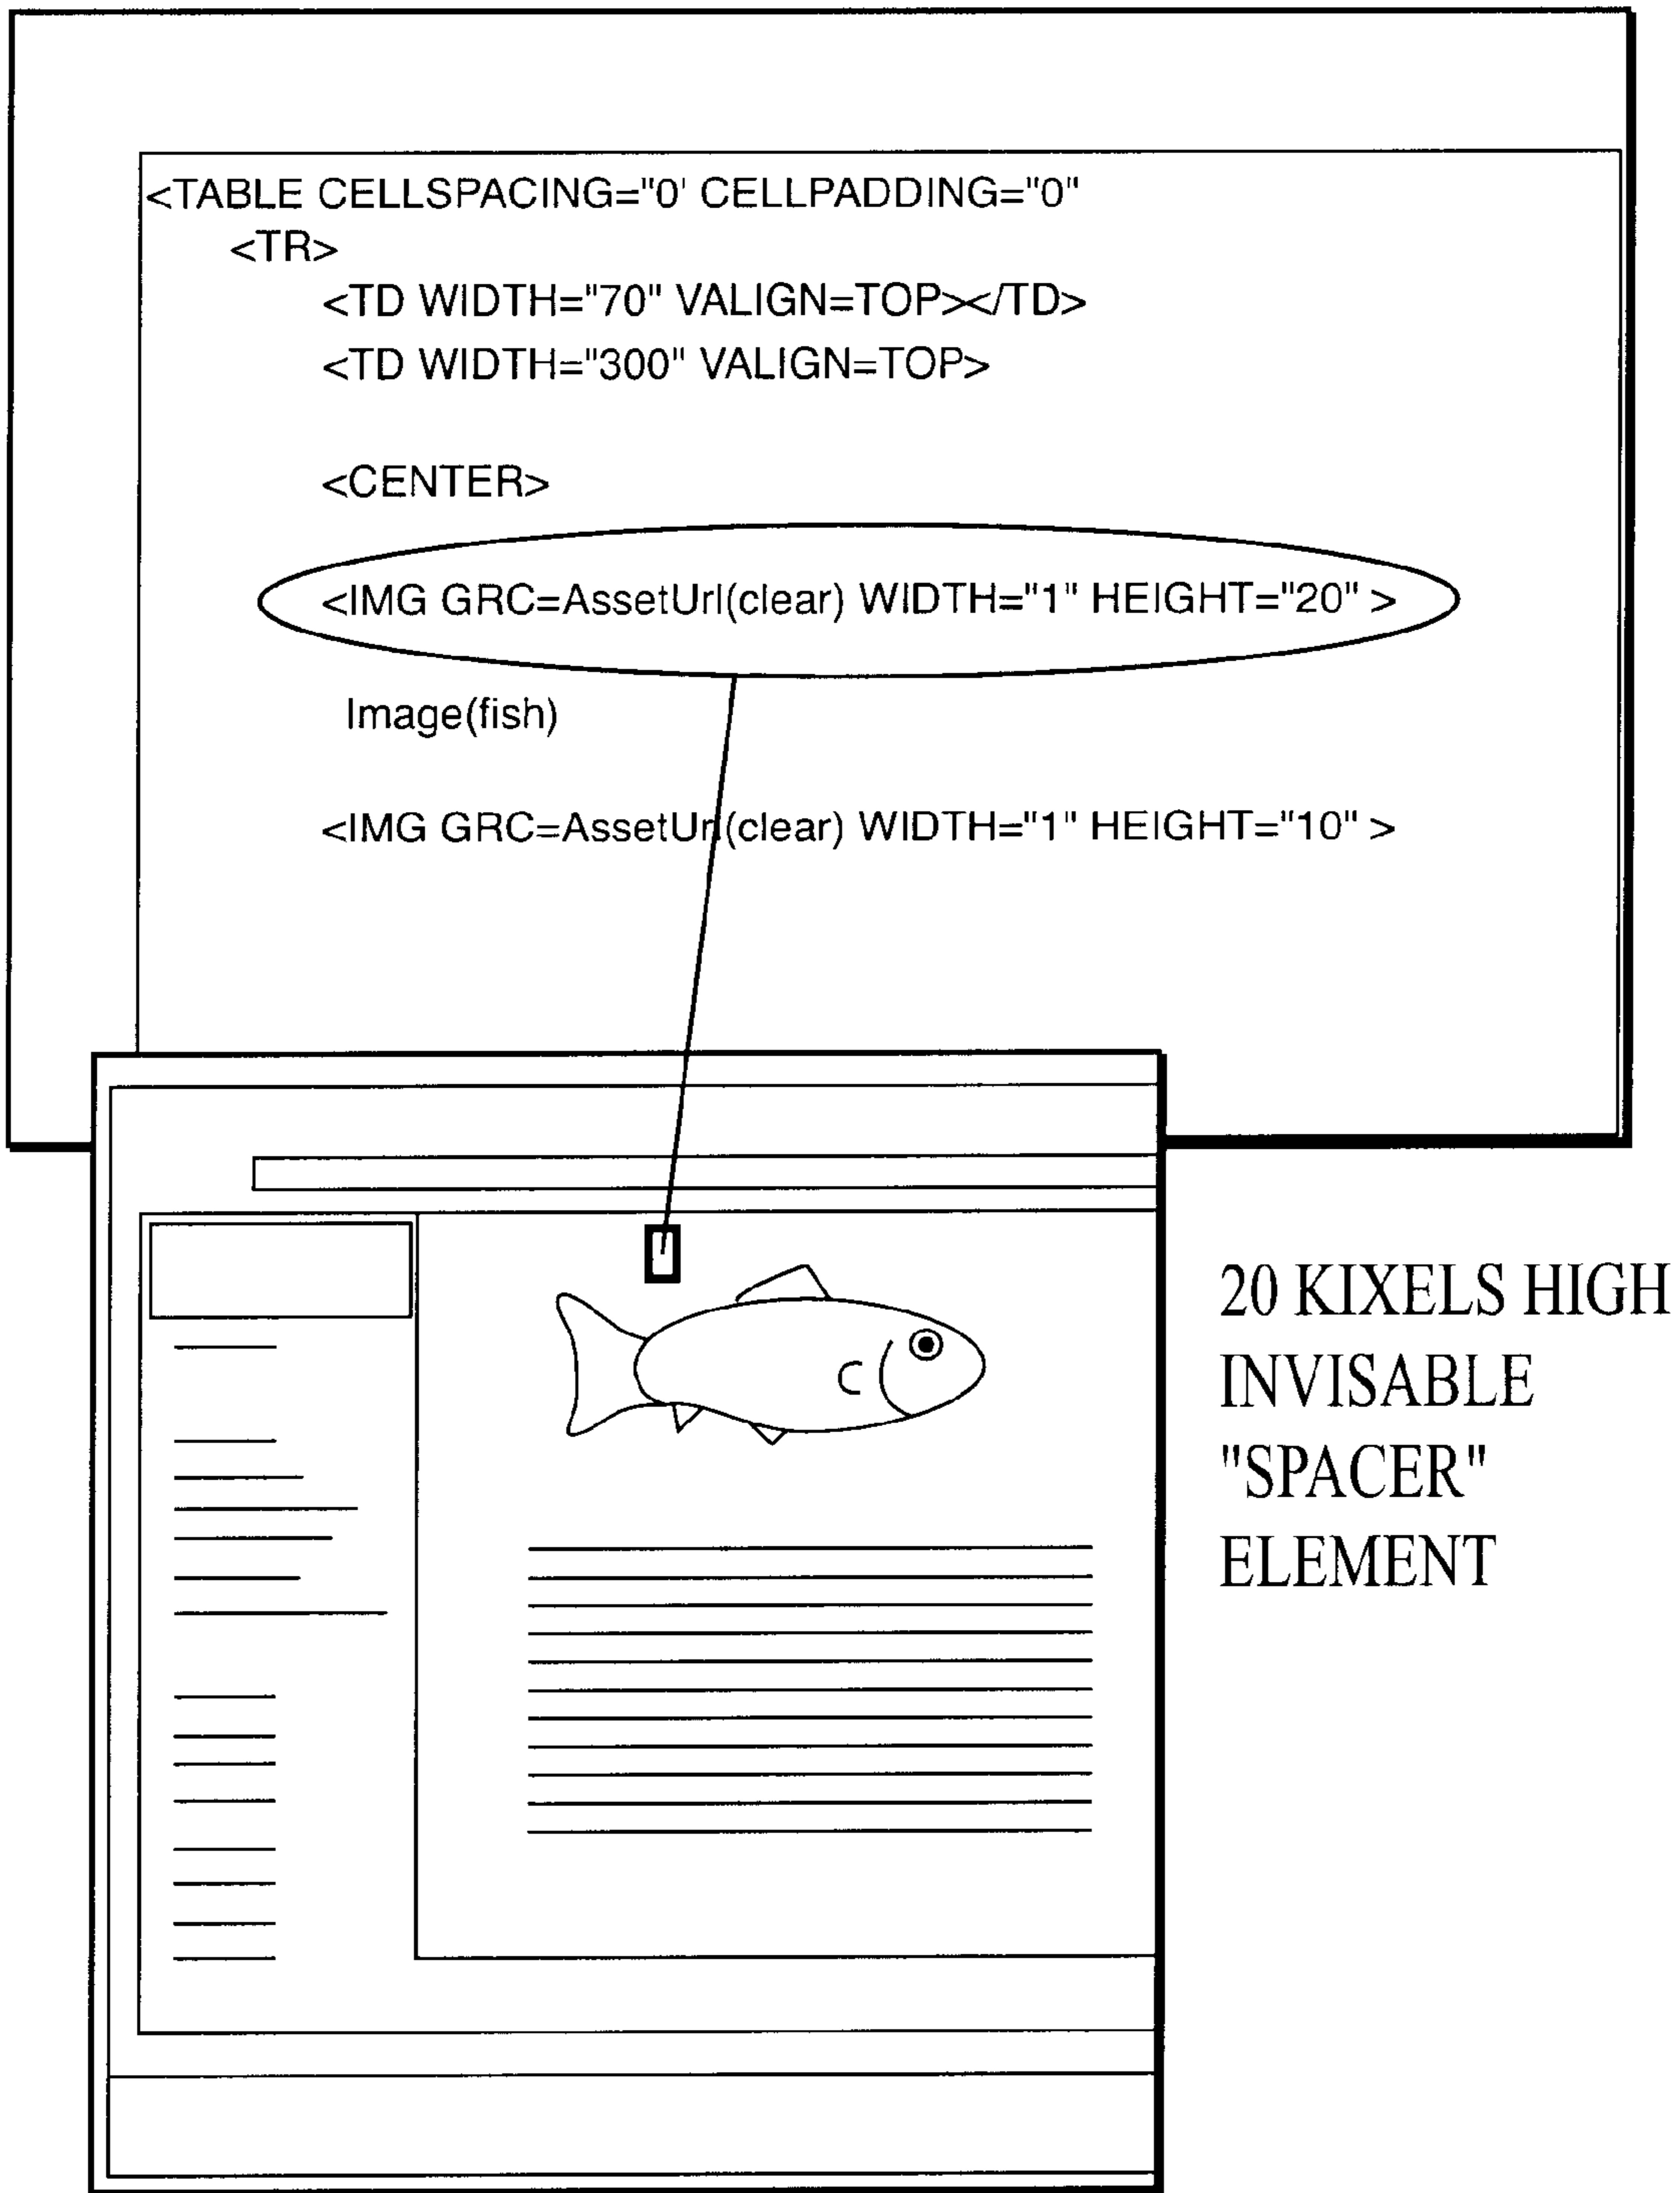 <TABLE CELLSPACING="0' CELLPADDING="0"
<TR>
<TD WIDTH="70" VALIGN=TOP></TD>
<TD WIDTH="300" VALIGN=TOP>
<CENTER>
<IMG GRC=AssetUrl(clear) WIDTH="1" HEIGHT="20" >
Image(fish)
<IMG GRC=AssetUrl(clear) WIDTH="1" HEIGHT="10" >
20 KIXELS HIGH
INVISABLE
"SPACER"
ELEMENT